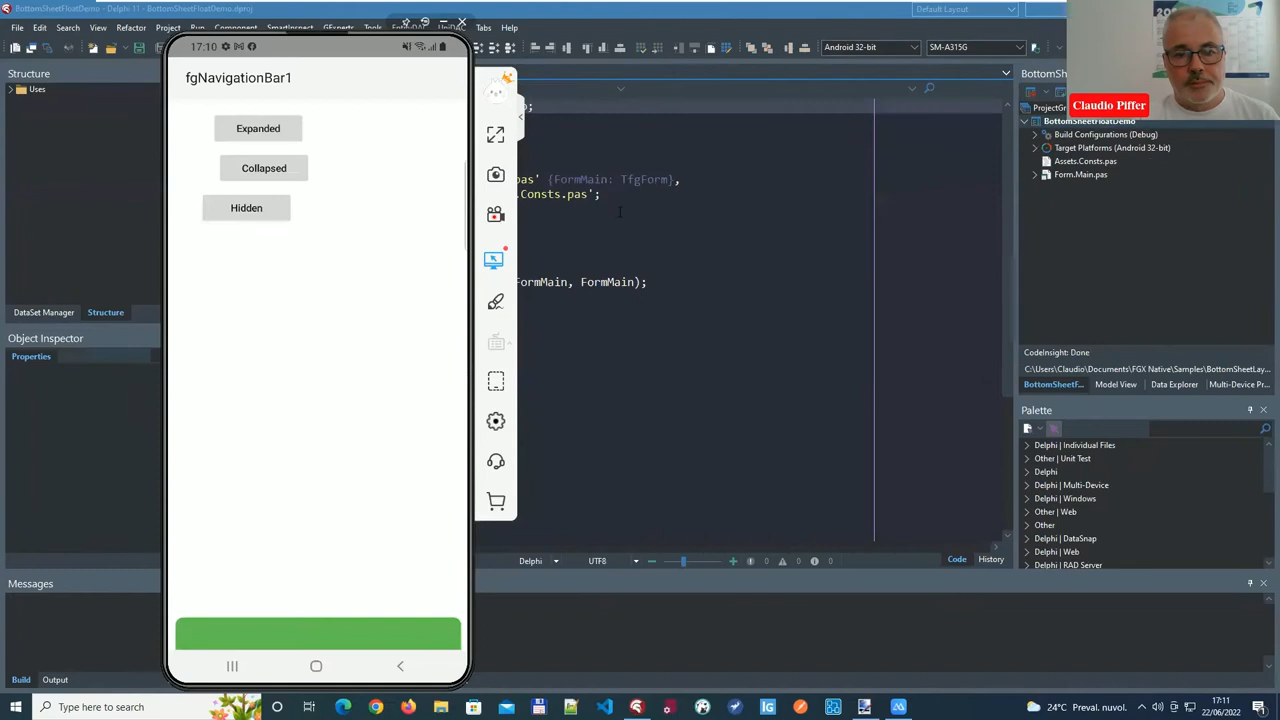 BottomSheetFloatDemo - Delphi 11 - BottomSheetFloatDemo.dproj
Default Layout
File Edit Search View Refactor Project Run Component Tools Tabs Help
Android 32-bit
SM-A315G
Structure
Uses
DataSet Manager
Structure
Object Inspector
Properties
17:10
fgNavigationBar1
Expanded
Collapsed
Hidden
pas' {FormMain: TfgForm},
.Consts.pas';
FormMain, FormMain);
Claudio Piffer
BottomSheetFloatDemo
Build Configurations (Debug)
Target Platforms (Android 32-bit)
Assets.Consts.pas
Form.Main.pas
CodeInsight: Done
C:\Users\Claudio\Documents\FGX Native\Samples\BottomSheetLay...
BottomSheetF...
Model View
Data Explorer
Multi-Device Pr...
Palette
Delphi | Individual Files
Other | Unit Test
Delphi
Delphi | Multi-Device
Delphi | Windows
Other | Web
Other
Delphi | DataSnap
Delphi | Web
Delphi | RAD Server
Delphi
UTF8
0
0
0
Code
History
Messages
Build
Output
Type here to search
24°C Preval. nuvol.
17:11
22/06/2022